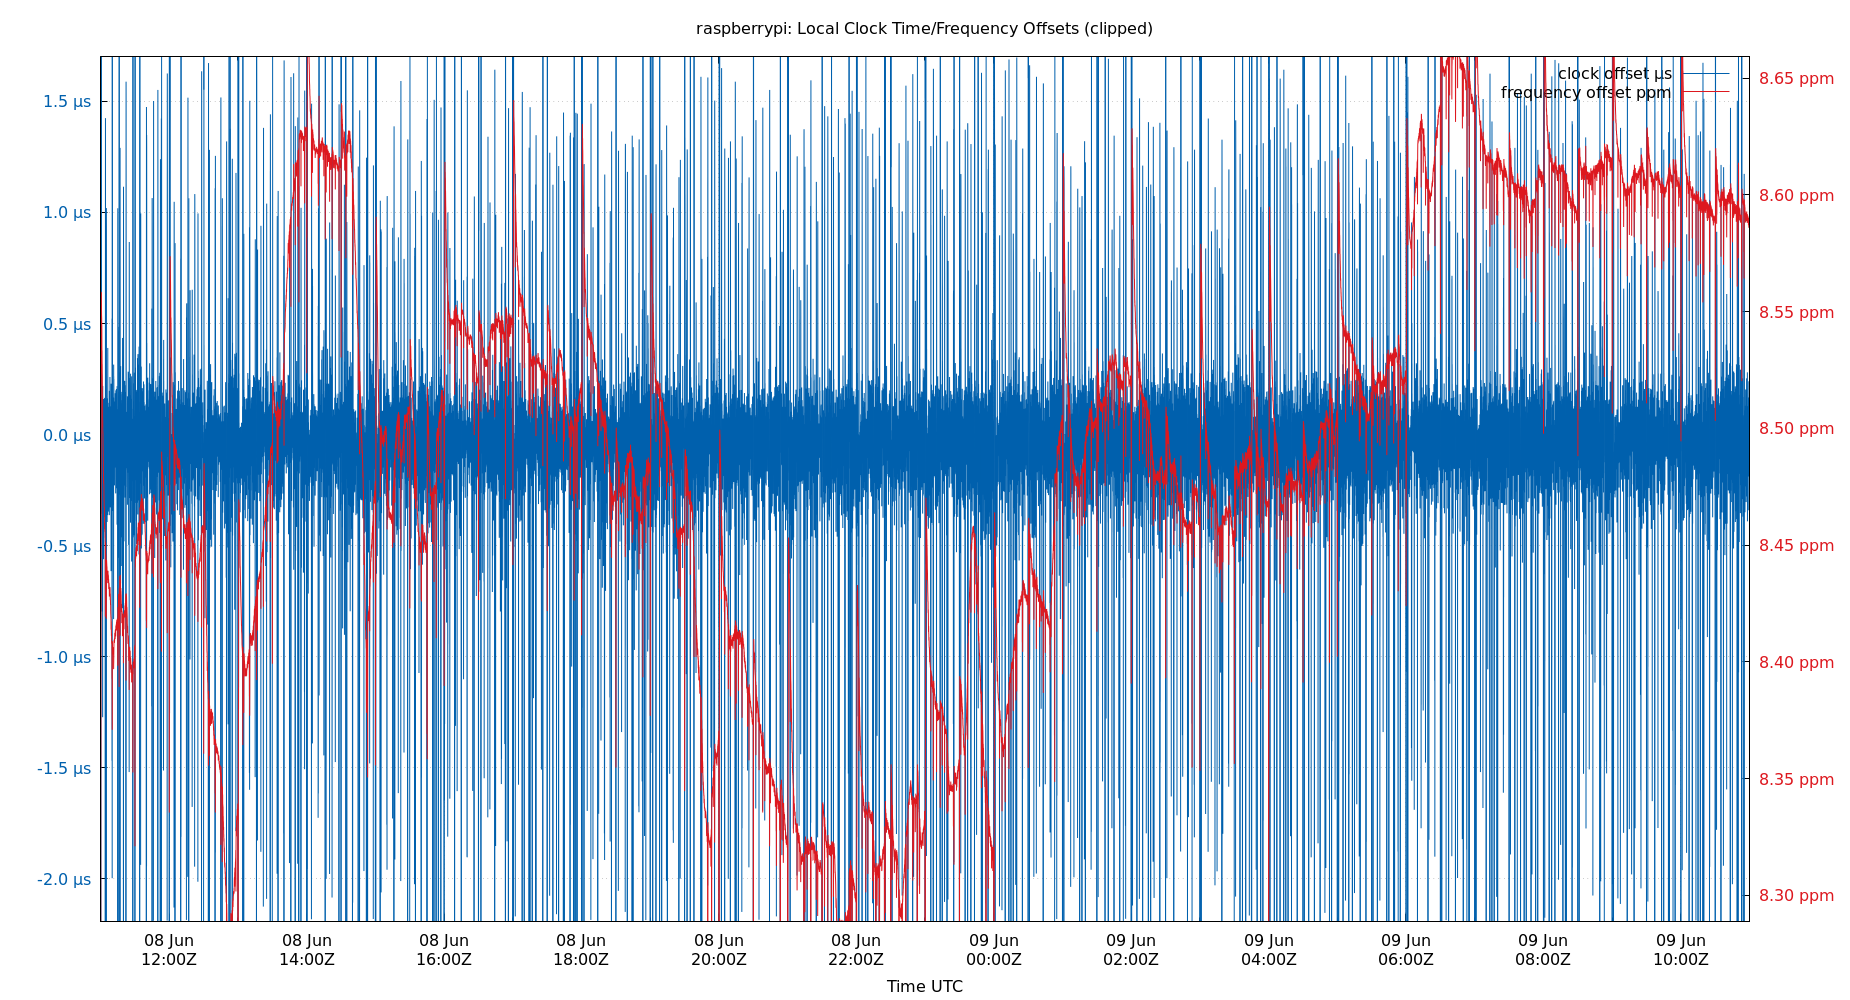 raspberrypi: Local Clock Time/Frequency Offsets (clipped)
clock offset µs
frequency offset ppm
1.5 µs
1.0 µs
0.5 µs
0.0 µs
-0.5 µs
-1.0 µs
-1.5 µs
-2.0 µs
8.65 ppm
8.60 ppm
8.55 ppm
8.50 ppm
8.45 ppm
8.40 ppm
8.35 ppm
8.30 ppm
08 Jun 08 Jun 08 Jun 08 Jun 08 Jun 08 Jun 09 Jun 09 Jun 09 Jun 09 Jun 09 Jun 09 Jun
12:00Z 14:00Z 16:00Z 18:00Z 20:00Z 22:00Z 00:00Z 02:00Z 04:00Z 06:00Z 08:00Z 10:00Z
Time UTC